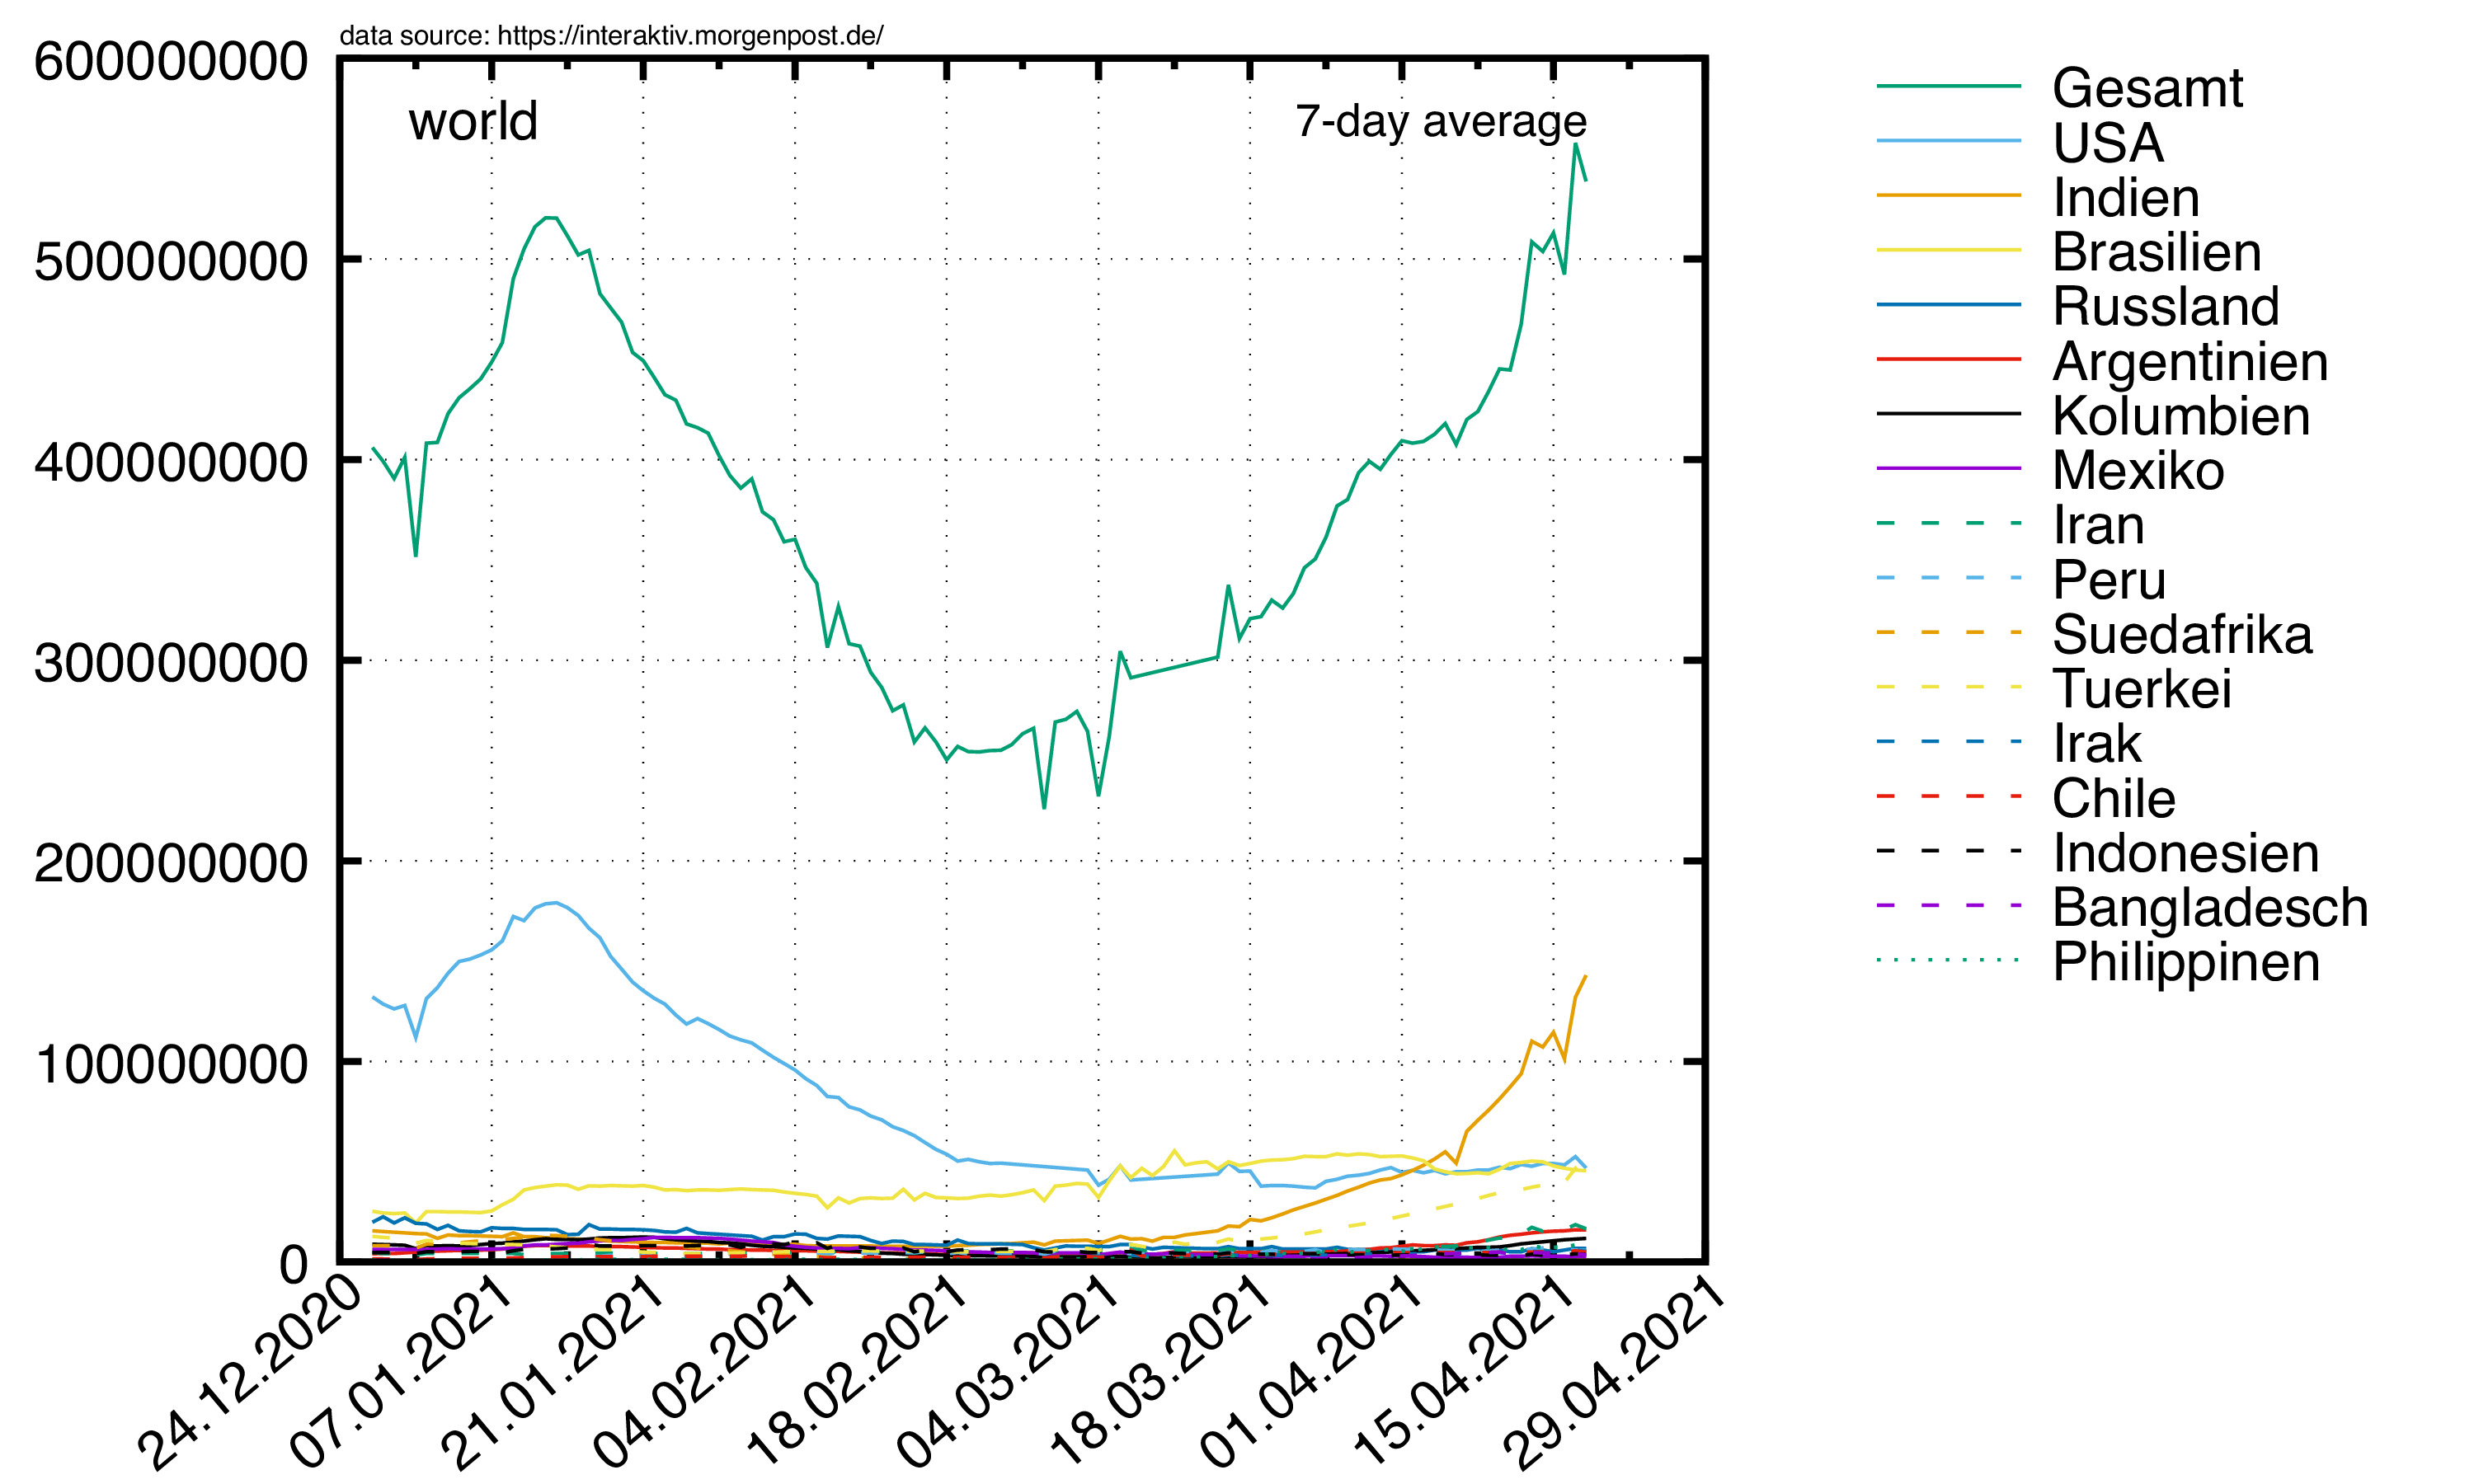 data source: https://interaktiv.morgenpost.de/
world
7-day average
600000000
500000000
400000000
300000000
200000000
100000000
0
24.12.2020
07.01.2021
21.01.2021
04.02.2021
18.02.2021
04.03.2021
18.03.2021
01.04.2021
15.04.2021
29.04.2021
Gesamt
USA
Indien
Brasilien
Russland
Argentinien
Kolumbien
Mexiko
Iran
Peru
Suedafrika
Tuerkei
Irak
Chile
Indonesien
Bangladesch
Philippinen